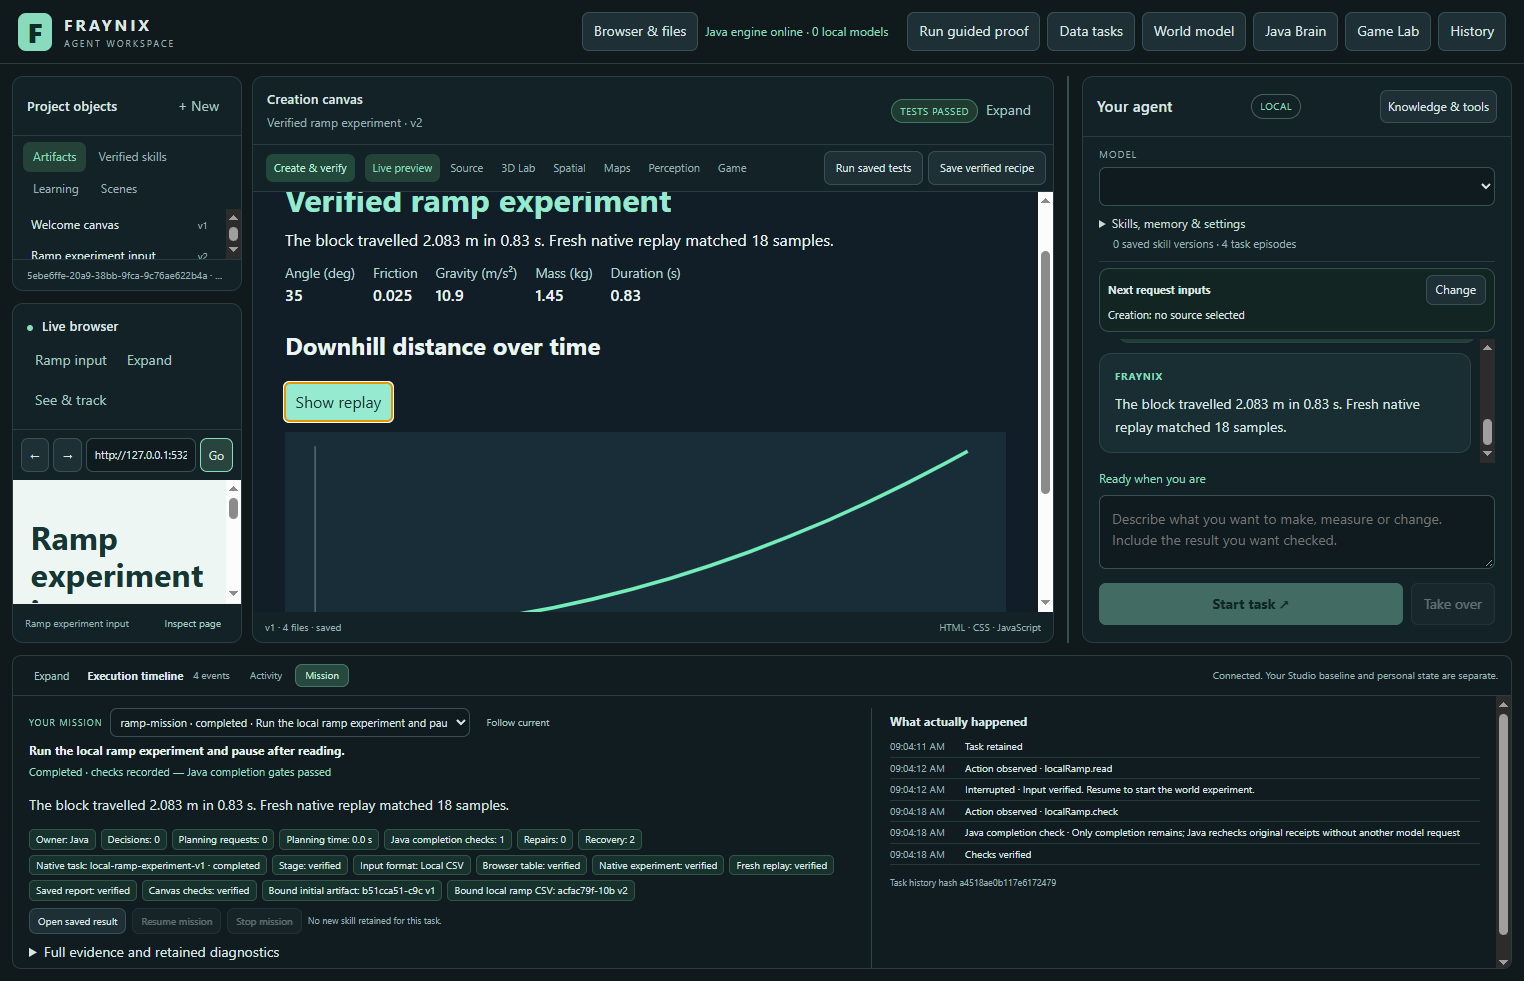 F
FRAYNIX
AGENT WORKSPACE
Browser & files
Java engine online · 0 local models
Run guided proof
Data tasks
World model
Java Brain
Game Lab
History
Project objects
+ New
Artifacts
Verified skills
Learning
Scenes
Welcome canvas v1
Ramp experiment input v2
5ebe6ffe-20a9-38bb-9fca-9c76ae622b4a · ...
Live browser
Ramp input
Expand
See & track
←
→
http://127.0.0.1:532
Go
Ramp
experiment
Ramp experiment input
Inspect page
Creation canvas
Verified ramp experiment · v2
TESTS PASSED
Expand
Create & verify
Live preview
Source
3D Lab
Spatial
Maps
Perception
Game
Run saved tests
Save verified recipe
Verified ramp experiment
The block travelled 2.083 m in 0.83 s. Fresh native replay matched 18 samples.
Angle (deg) Friction Gravity (m/s²) Mass (kg) Duration (s)
35 0.025 10.9 1.45 0.83
Downhill distance over time
Show replay
v1 · 4 files · saved
HTML · CSS · JavaScript
Your agent
LOCAL
Knowledge & tools
MODEL
▶ Skills, memory & settings
0 saved skill versions · 4 task episodes
Next request inputs
Change
Creation: no source selected
FRAYNIX
The block travelled 2.083 m in 0.83 s. Fresh native
replay matched 18 samples.
Ready when you are
Describe what you want to make, measure or change.
Include the result you want checked.
Start task ↗
Take over
Expand
Execution timeline
4 events
Activity
Mission
Connected. Your Studio baseline and personal state are separate.
YOUR MISSION
ramp-mission · completed · Run the local ramp experiment and pau
Follow current
Run the local ramp experiment and pause after reading.
Completed · checks recorded — Java completion gates passed
The block travelled 2.083 m in 0.83 s. Fresh native replay matched 18 samples.
Owner: Java
Decisions: 0
Planning requests: 0
Planning time: 0.0 s
Java completion checks: 1
Repairs: 0
Recovery: 2
Native task: local-ramp-experiment-v1 · completed
Stage: verified
Input format: Local CSV
Browser table: verified
Native experiment: verified
Fresh replay: verified
Saved report: verified
Canvas checks: verified
Bound initial artifact: b51cca51-c9c v1
Bound local ramp CSV: acfac79f-10b v2
Open saved result
Resume mission
Stop mission
No new skill retained for this task.
▶ Full evidence and retained diagnostics
What actually happened
09:04:11 AM Task retained
09:04:12 AM Action observed · localRamp.read
09:04:12 AM Interrupted · Input verified. Resume to start the world experiment.
09:04:18 AM Action observed · localRamp.check
09:04:18 AM Java completion check · Only completion remains; Java rechecks original receipts without another model request
09:04:18 AM Checks verified
Task history hash a4518ae0b117e6172479